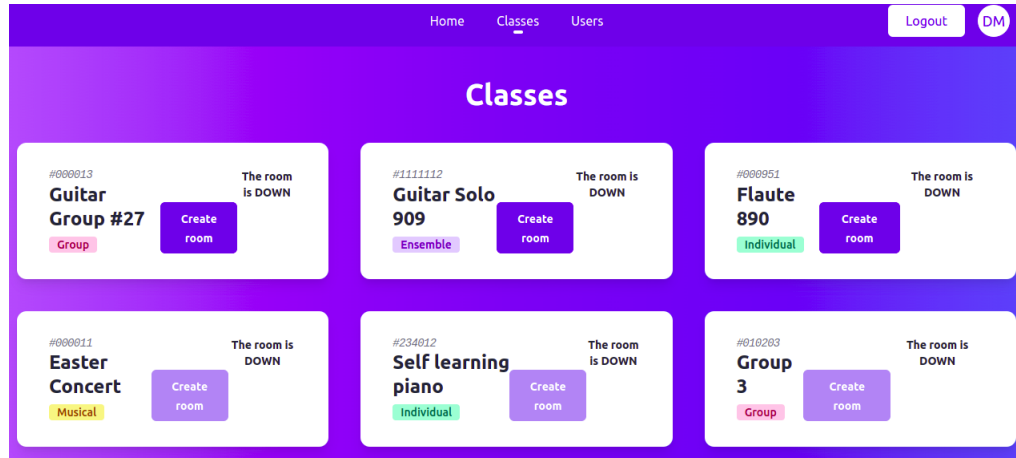 Home Classes Users Logout DM
Classes
#000013
Guitar
Group #27
Group
Create
room
The room
is DOWN
#1111112
Guitar Solo
909
Ensemble
Create
room
The room is
DOWN
#000951
Flaute
890
Individual
Create
room
The room is
DOWN
#000011
Easter
Concert
Musical
Create
room
The room is
DOWN
#234012
Self learning
piano
Individual
Create
room
The room
is DOWN
#010203
Group
3
Group
Create
room
The room is
DOWN